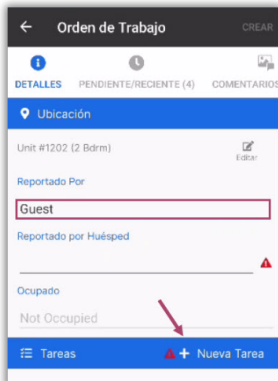 Orden de Trabajo CREAR
DETALLES PENDIENTE/RECIENTE (4) COMENTARIOS
Ubicación
Unit #1202 (2 Bdrm) Editar
Reportado Por
Guest
Reportado por Huésped
Ocupado
Not Occupied
Tareas + Nueva Tarea